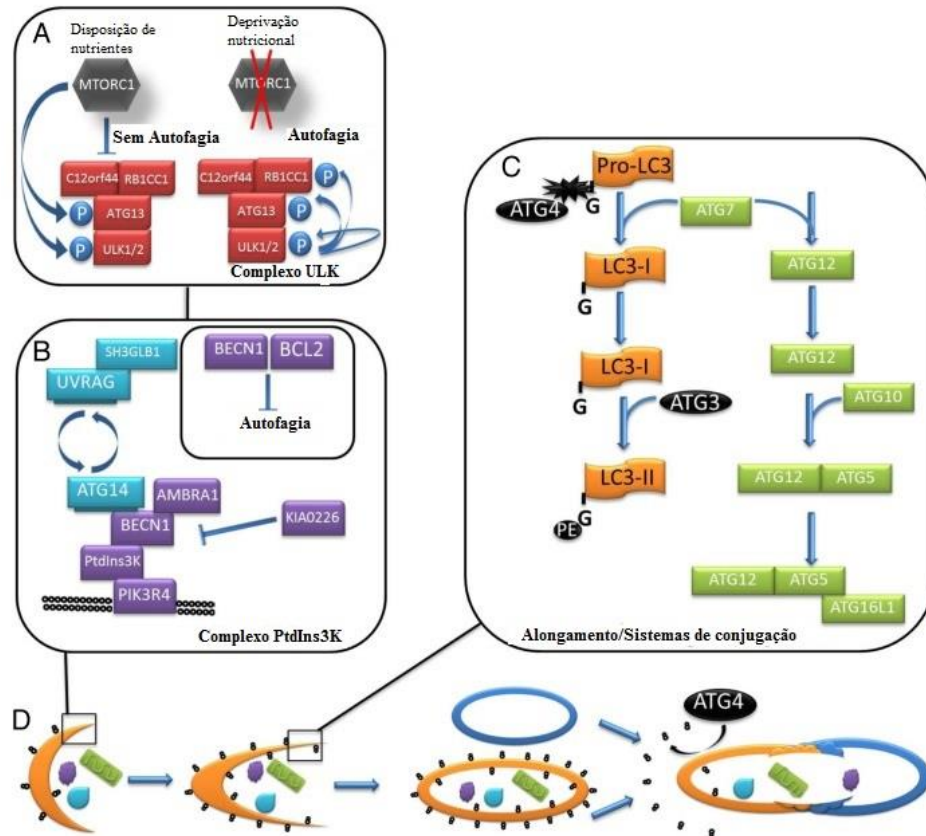 A
Disposição de
nutrientes
MTORC1
Sem Autofagia
C12orf44 RB1CC1
P ATG13
P ULK1/2
Deprivação
nutricional
MTORC1
Autofagia
C12orf44 RB1CC1 P
ATG13 P
ULK1/2 P
Complexo ULK
B
SH3GLB1
UVRAG
BECN1 BCL2
Autofagia
ATG14
AMBRA1
BECN1
KIA0226
PtdIns3K
PIK3R4
Complexo PtdIns3K
C
Pro-LC3
G
ATG4
ATG7
LC3-I
G
ATG12
LC3-I
G
ATG12
ATG3
ATG10
LC3-II
G
PE
ATG12 ATG5
ATG12 ATG5
ATG16L1
Alongamento/Sistemas de conjugação
D
ATG4